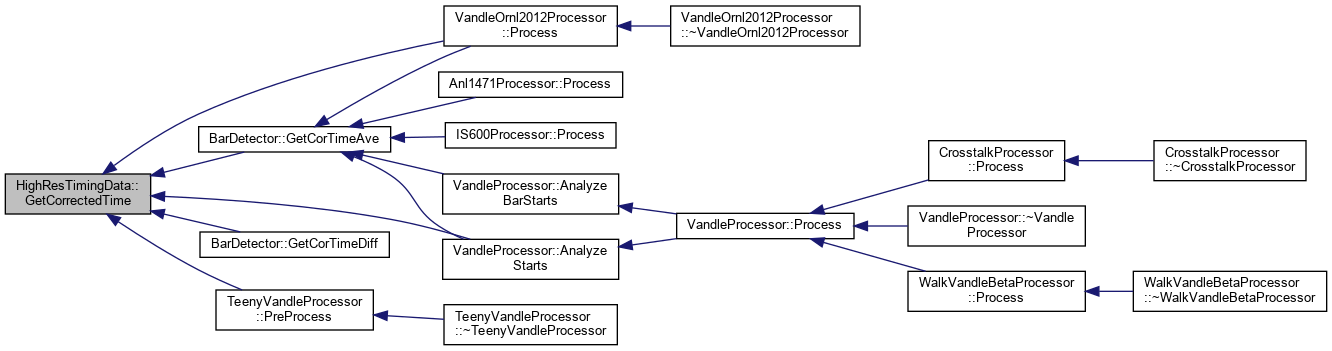 HighResTimingData::
GetCorrectedTime
VandleOrnl2012Processor
::Process
VandleOrnl2012Processor
::~VandleOrnl2012Processor
BarDetector::GetCorTimeAve
Anl1471Processor::Process
IS600Processor::Process
VandleProcessor::Analyze
BarStarts
VandleProcessor::Analyze
Starts
BarDetector::GetCorTimeDiff
TeenyVandleProcessor
::PreProcess
TeenyVandleProcessor
::~TeenyVandleProcessor
VandleProcessor::Process
CrosstalkProcessor
::Process
CrosstalkProcessor
::~CrosstalkProcessor
VandleProcessor::~Vandle
Processor
WalkVandleBetaProcessor
::Process
WalkVandleBetaProcessor
::~WalkVandleBetaProcessor